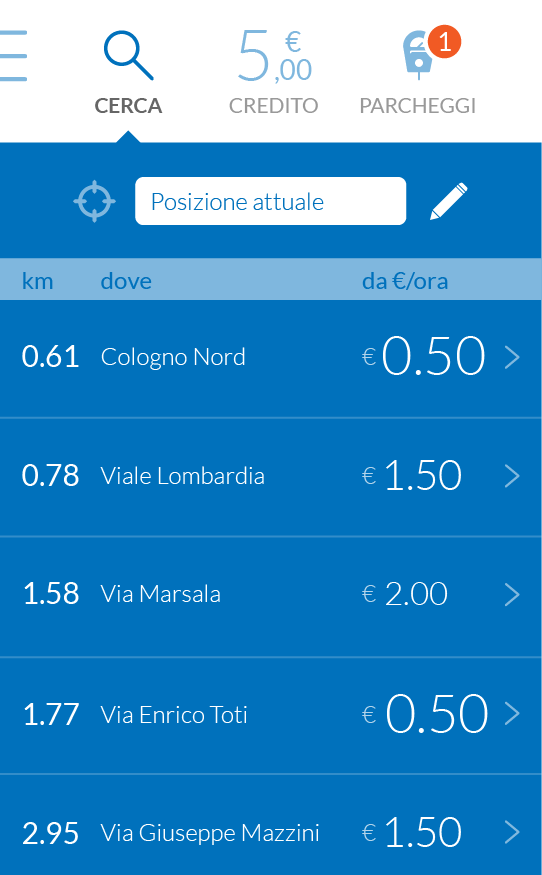 5,00 €
1
CERCA CREDITO PARCHEGGI
Posizione attuale
km dove da €/ora
0.61 Cologno Nord € 0.50
0.78 Viale Lombardia € 1.50
1.58 Via Marsala € 2.00
1.77 Via Enrico Toti € 0.50
2.95 Via Giuseppe Mazzini € 1.50